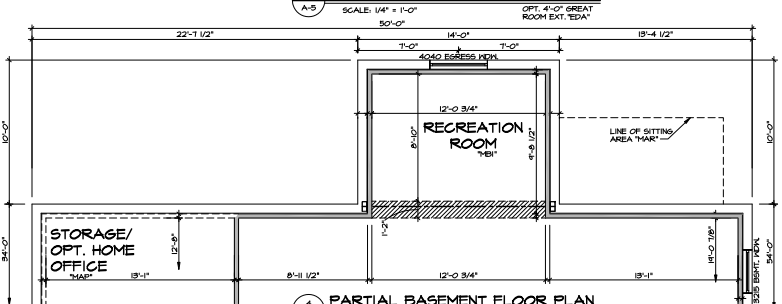 A-5
SCALE: 1/4" = 1'-0"
OPT. 4'-0" GREAT
ROOM EXT. "EDA"
50'-0"
22'-7 1/2"
14'-0"
13'-4 1/2"
7'-0"
7'-0"
4040 EGRESS WDW.
10'-0"
12'-0 3/4"
RECREATION
ROOM
"MB1"
8'-10"
9'-8 1/2"
LINE OF SITTING
AREA "MAR"
10'-0"
1'-2"
STORAGE/
OPT. HOME
OFFICE
"MAP"
12'-8"
34'-0"
19'-0 7/8"
3215 BSMT. WDW.
54'-0"
13'-1"
8'-11 1/2"
12'-0 3/4"
13'-1"
PARTIAL BASEMENT FLOOR PLAN